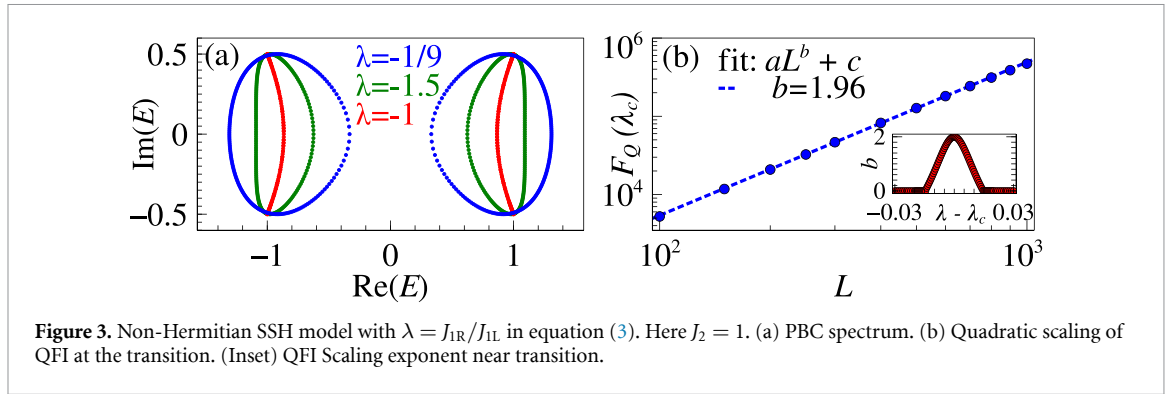 (a)
λ=-1/9
λ=-1.5
λ=-1
0.5
0
-0.5
Im(E)
-1
0
1
Re(E)
(b)
fit: aL^b + c
b=1.96
10^6
10^4
F_Q (λ_c)
10^2
10^3
L
2
0
b
-0.03
λ - λ_c
0.03
Figure 3. Non-Hermitian SSH model with λ = J_1R/J_1L in equation (3). Here J_2 = 1. (a) PBC spectrum. (b) Quadratic scaling of
QFI at the transition. (Inset) QFI Scaling exponent near transition.